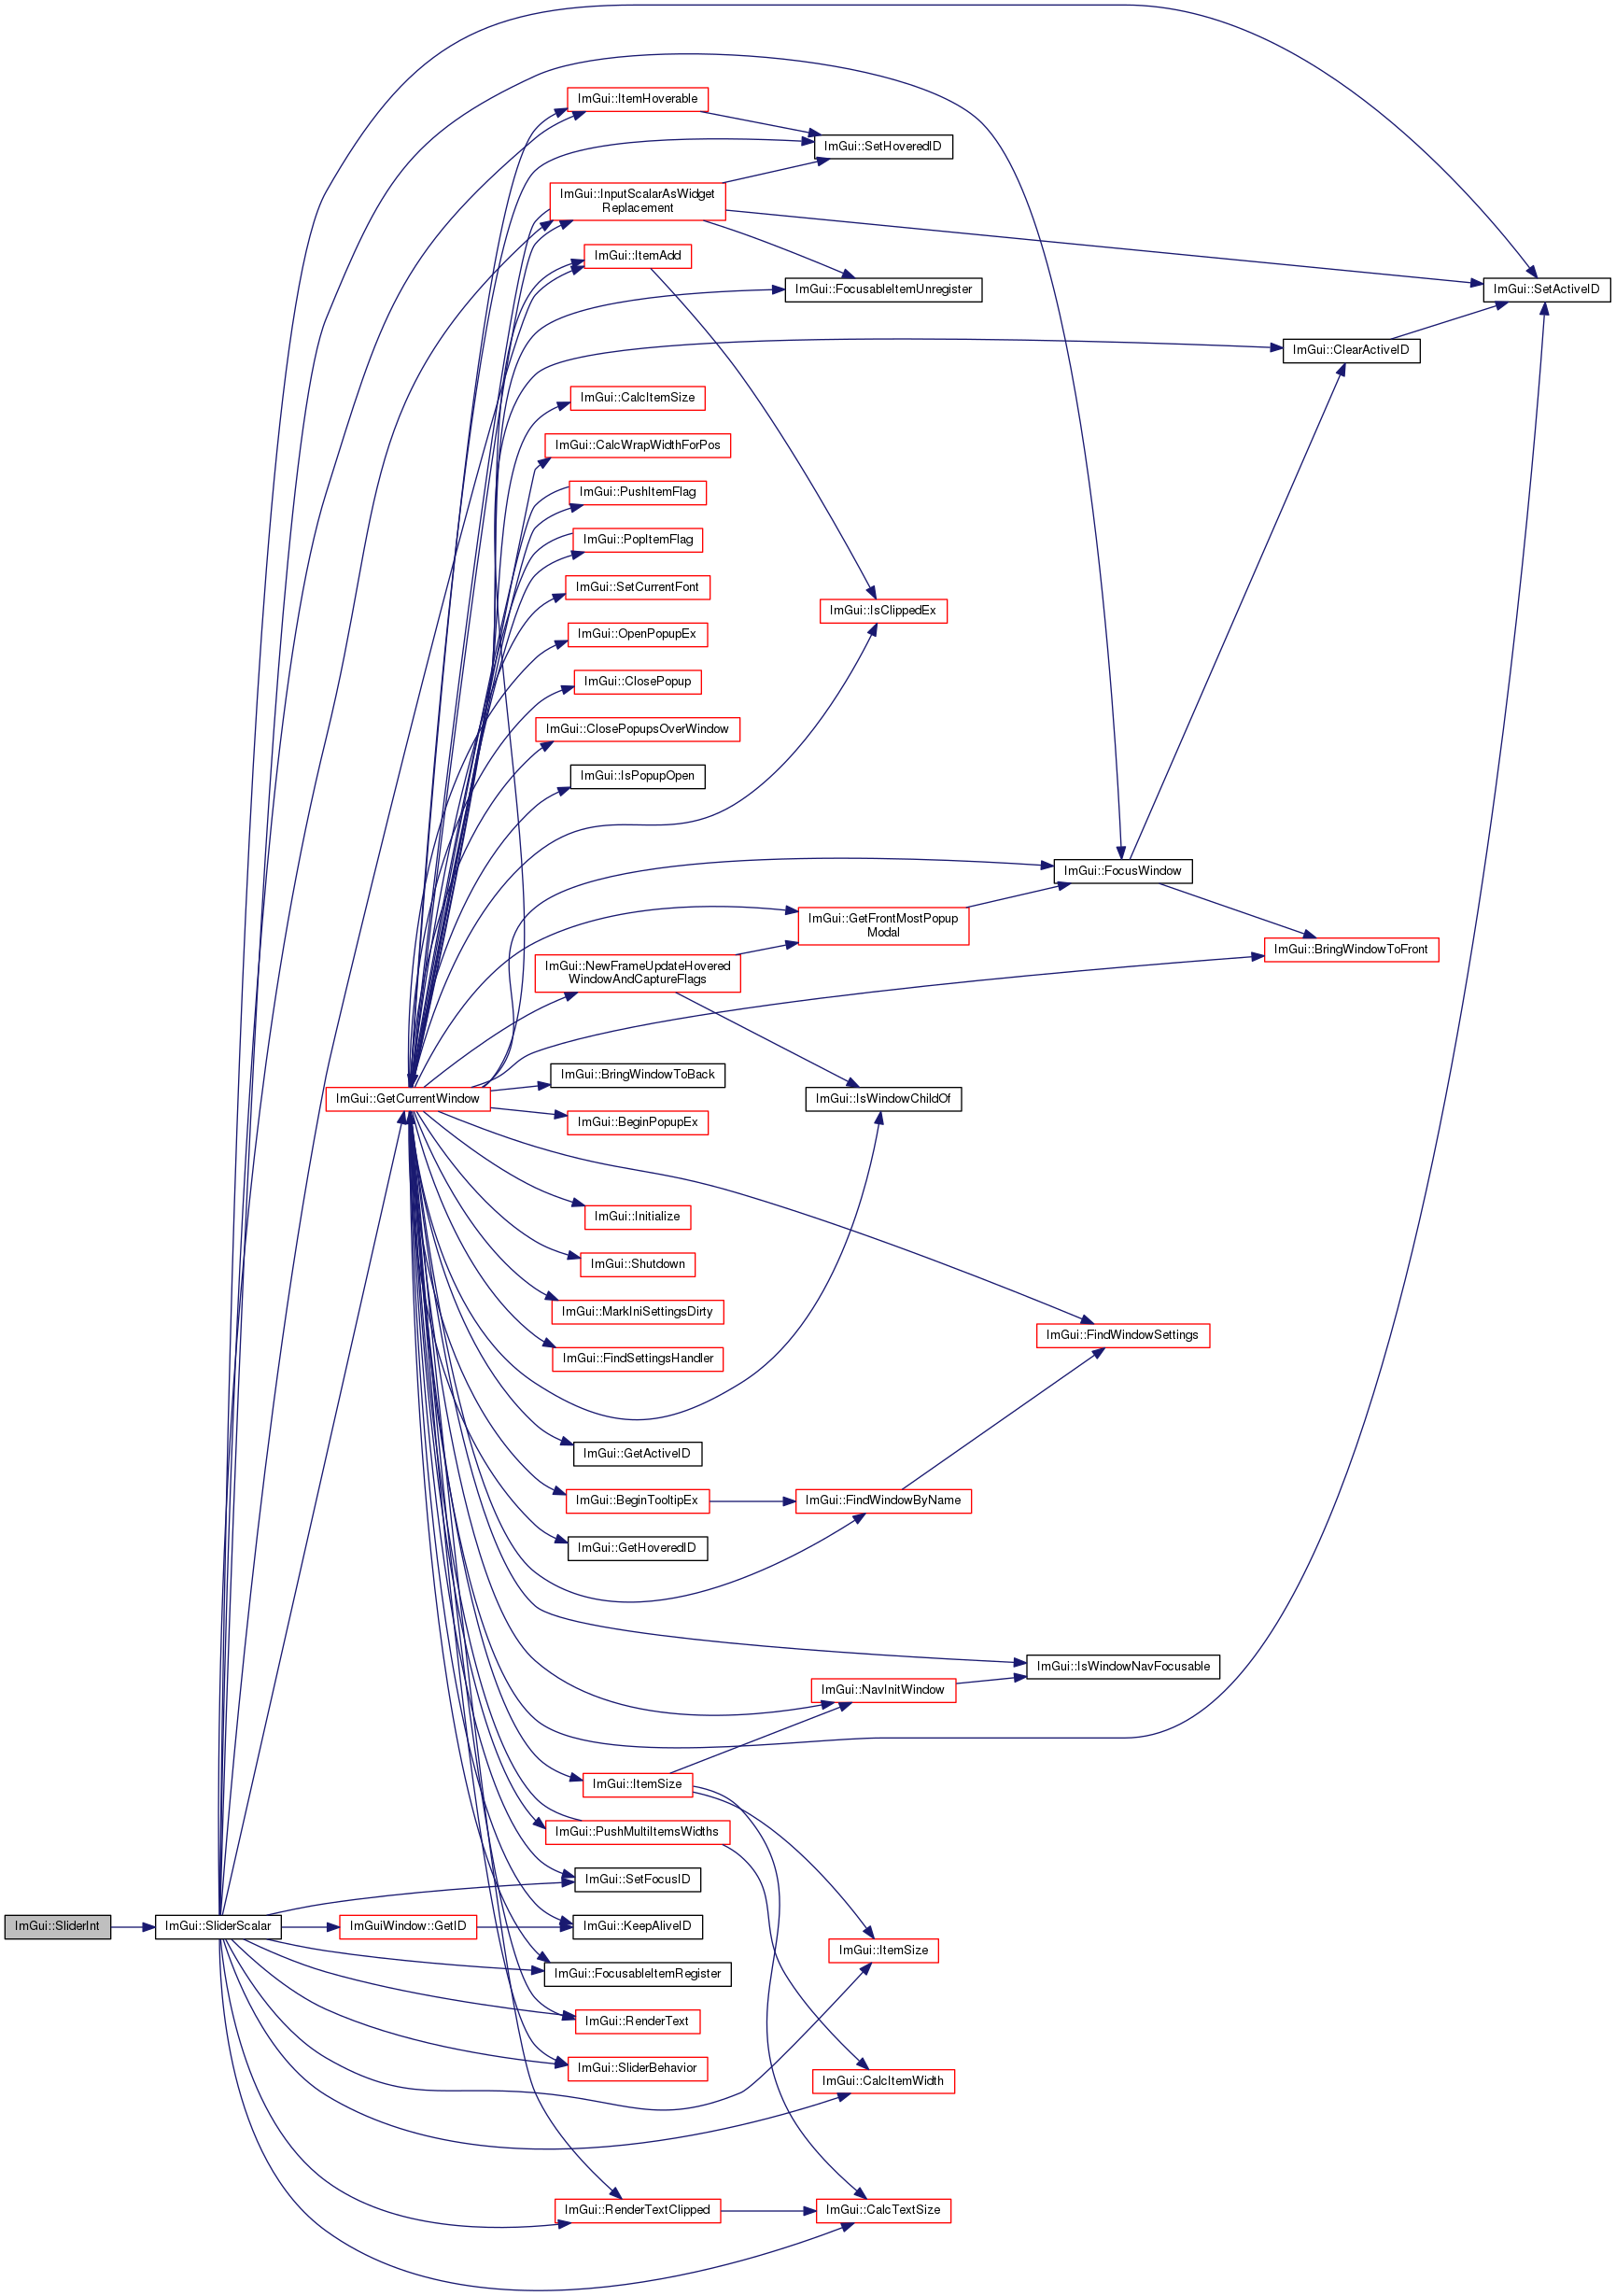 ImGui::ItemHoverable
ImGui::SetHoveredID
ImGui::InputScalarAsWidget
Replacement
ImGui::ItemAdd
ImGui::FocusableItemUnregister
ImGui::SetActiveID
ImGui::ClearActiveID
ImGui::CalcItemSize
ImGui::CalcWrapWidthForPos
ImGui::PushItemFlag
ImGui::PopItemFlag
ImGui::SetCurrentFont
ImGui::IsClippedEx
ImGui::OpenPopupEx
ImGui::ClosePopup
ImGui::ClosePopupsOverWindow
ImGui::IsPopupOpen
ImGui::FocusWindow
ImGui::GetFrontMostPopup
Modal
ImGui::BringWindowToFront
ImGui::NewFrameUpdateHovered
WindowAndCaptureFlags
ImGui::BringWindowToBack
ImGui::GetCurrentWindow
ImGui::IsWindowChildOf
ImGui::BeginPopupEx
ImGui::Initialize
ImGui::Shutdown
ImGui::MarkIniSettingsDirty
ImGui::FindWindowSettings
ImGui::FindSettingsHandler
ImGui::GetActiveID
ImGui::BeginTooltipEx
ImGui::FindWindowByName
ImGui::GetHoveredID
ImGui::IsWindowNavFocusable
ImGui::NavInitWindow
ImGui::ItemSize
ImGui::PushMultiItemsWidths
ImGui::SetFocusID
ImGui::SliderInt
ImGui::SliderScalar
ImGuiWindow::GetID
ImGui::KeepAliveID
ImGui::ItemSize
ImGui::FocusableItemRegister
ImGui::RenderText
ImGui::SliderBehavior
ImGui::CalcItemWidth
ImGui::RenderTextClipped
ImGui::CalcTextSize